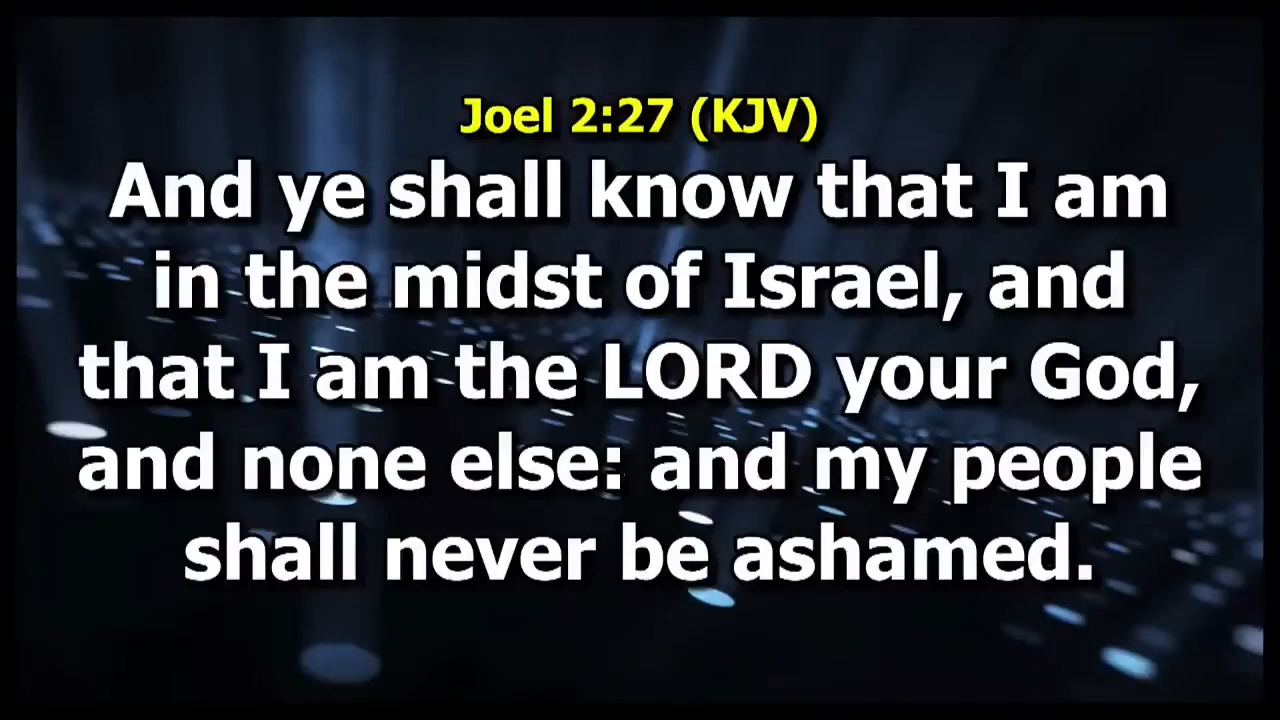 Joel 2:27 (KJV)
And ye shall know that I am
in the midst of Israel, and
that I am the LORD your God,
and none else: and my people
shall never be ashamed.